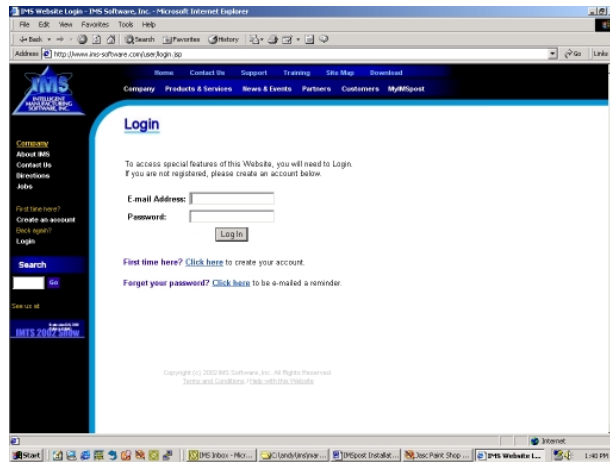 IMS Website Login - IMS Software, Inc. - Microsoft Internet Explorer
File Edit View Favorites Tools Help
Back Search Favorites History
Address http://www.ims-software.com/user/login.jsp Go Links
Home Contact Us Support Training Site Map Download
Company Products & Services News & Events Partners Customers MyIMSpost
IMS
INTELLIGENT
MANUFACTURING
SOFTWARE, INC.
Login
Company
About IMS
Contact Us
Directions
Jobs
To access special features of this Website, you will need to Login.
If you are not registered, please create an account below.
E-mail Address:
Password:
Log In
First time here?
Create an account
Back again?
Login
First time here? Click here to create your account.
Forget your password? Click here to be e-mailed a reminder.
Search
Go
See us at
IMTS 2002 Show
Copyright (c) 2002 IMS Software, Inc. All Rights Reserved.
Terms and Conditions / Help with this Website
Internet
Start IMS Inbox - Micr... C:\andy\ims\mar... IMSpost Installat... Jasc Paint Shop ... IMS Website L... 1:40 PM